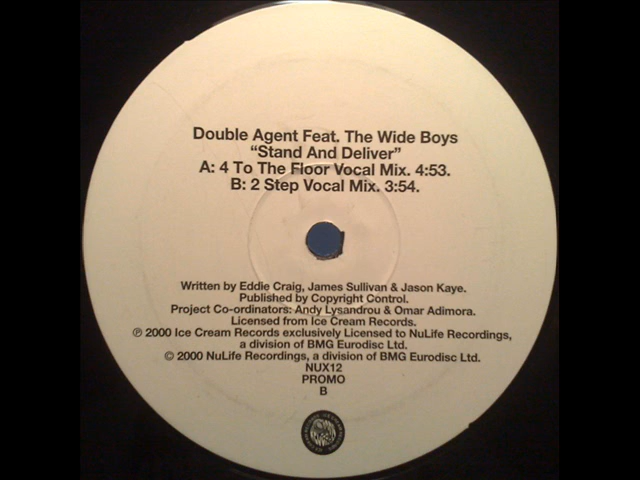 Double Agent Feat. The Wide Boys
“Stand And Deliver”
A: 4 To The Floor Vocal Mix. 4:53.
B: 2 Step Vocal Mix. 3:54.
Written by Eddie Craig, James Sullivan & Jason Kaye.
Published by Copyright Control.
Project Co-ordinators: Andy Lysandrou & Omar Adimora.
Licensed from Ice Cream Records.
℗ 2000 Ice Cream Records exclusively Licensed to NuLife Recordings,
a division of BMG Eurodisc Ltd.
© 2000 NuLife Recordings, a division of BMG Eurodisc Ltd.
NUX12
PROMO
B